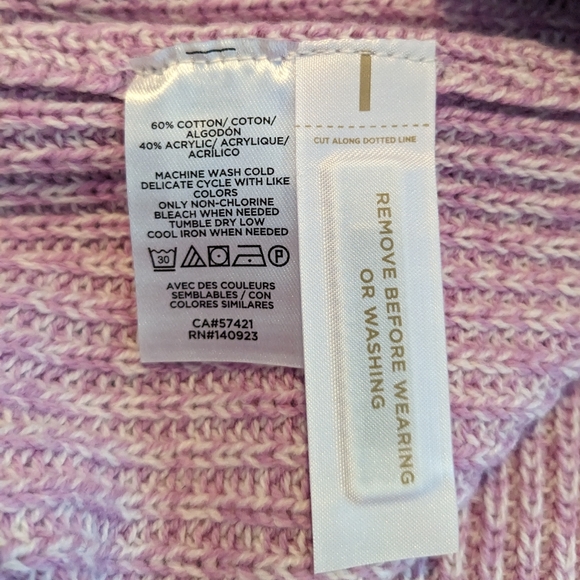 60% COTTON/ COTON/
ALGODÓN
40% ACRYLIC/ ACRYLIQUE/
ACRÍLICO
MACHINE WASH COLD
DELICATE CYCLE WITH LIKE
COLORS
ONLY NON-CHLORINE
BLEACH WHEN NEEDED
TUMBLE DRY LOW
COOL IRON WHEN NEEDED
30 P
AVEC DES COULEURS
SEMBLABLES / CON
COLORES SIMILARES
CA#57421
RN#140923
CUT ALONG DOTTED LINE
REMOVE BEFORE WEARING
OR WASHING